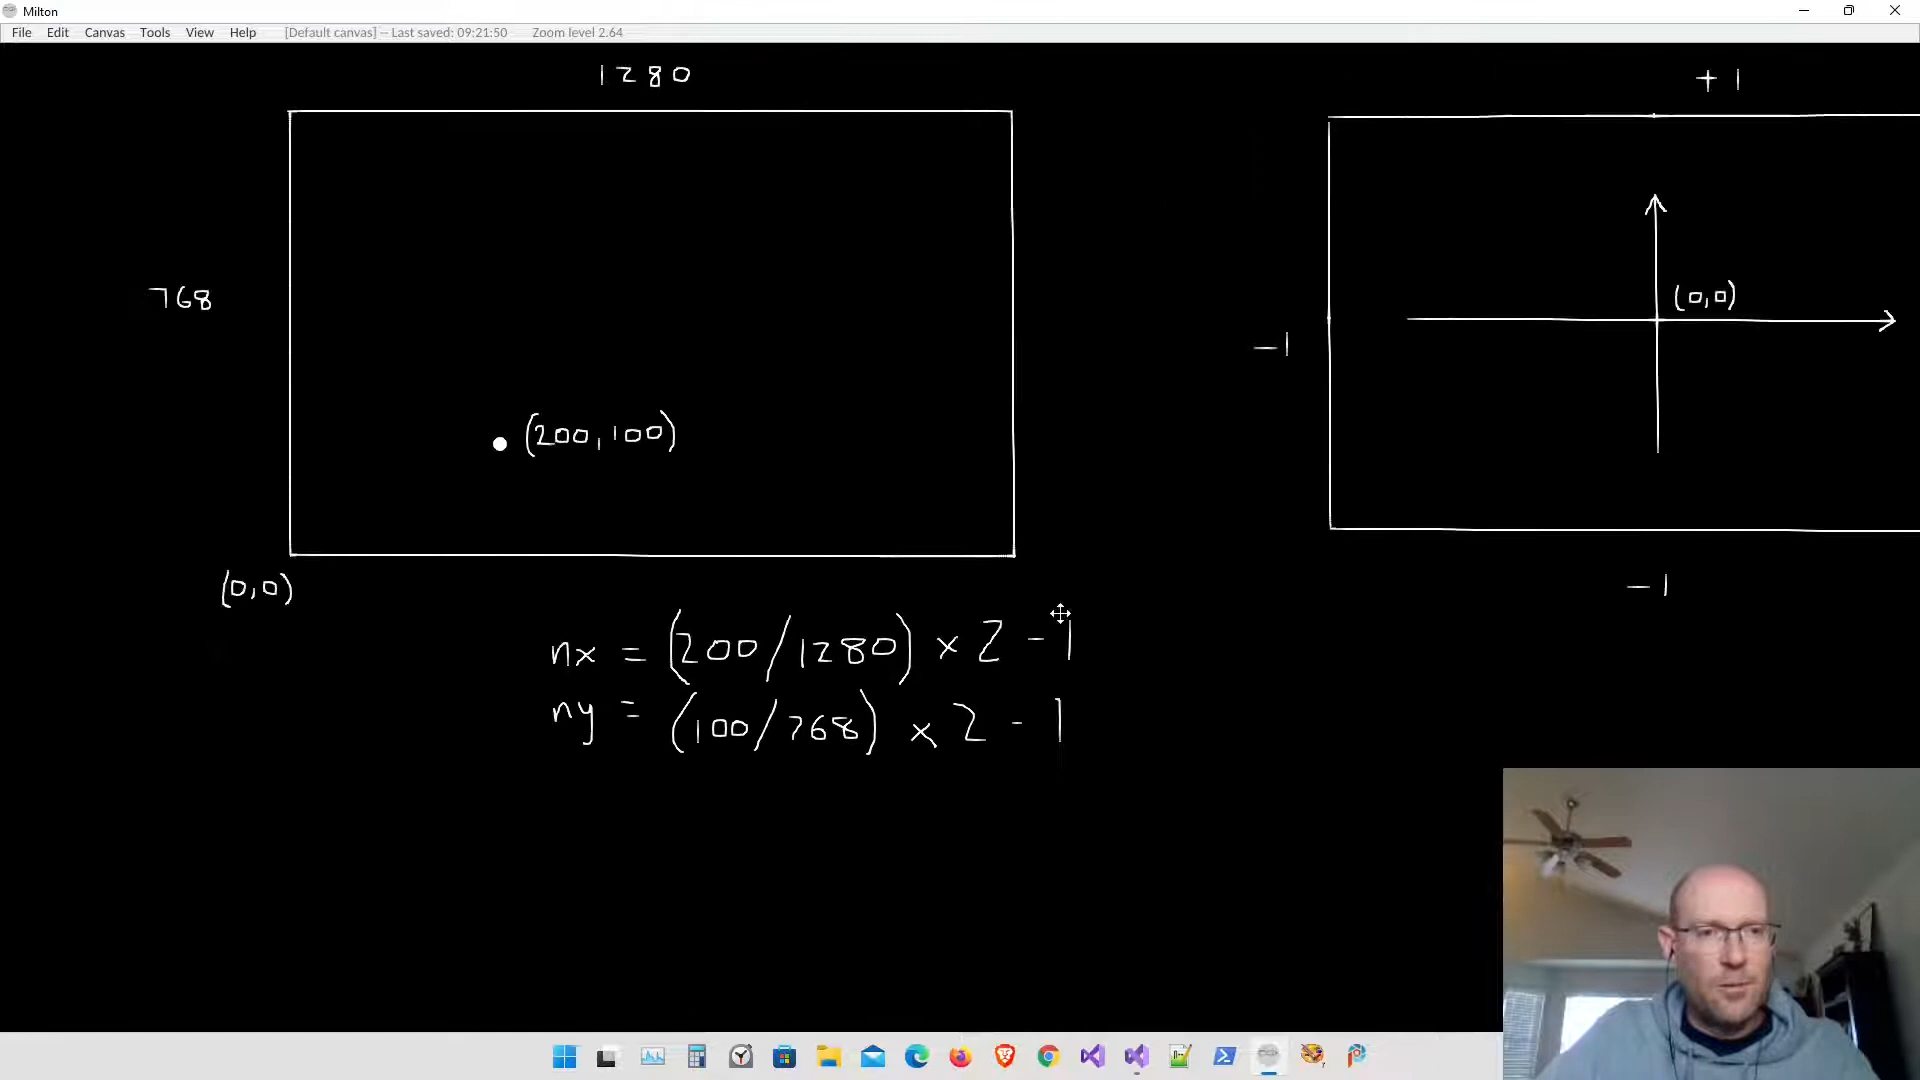 Milton
File Edit Canvas Tools View Help [Default canvas] -- Last saved: 09:21:50 Zoom level 2.64
1280
+1
768
(0,0)
-1
(200,100)
(0,0)
-1
nx = (200/1280) x 2 - 1
ny = (100/768) x 2 - 1